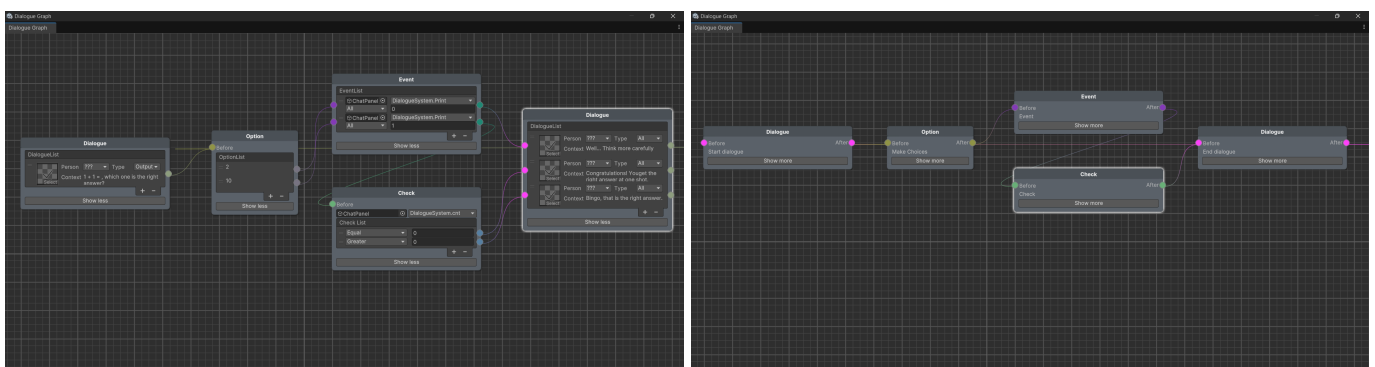 Dialogue Graph
Dialogue Graph
Event
EventList
ChatPanel DialogueSystem.Print
All 0
ChatPanel DialogueSystem.Print
All 1
Show less
Dialogue
DialogueList
Person ??? Type Output
Select
Context 1 + 1 = , which one is the right
answer?
Show less
Option
Before
OptionList
2
10
Show less
Check
Before
ChatPanel DialogueSystem.cnt
Check List
Equal 0
Greater 0
Show less
Dialogue
DialogueList
Person ??? Type All
Select
Context Well... Think more carefully
Person ??? Type All
Select
Context Congratulations! Youget the
right answer at one shot.
Person ??? Type All
Select
Context Bingo, that is the right answer.
Show less
Dialogue Graph
Dialogue Graph
Dialogue
Before After
Start dialogue
Show more
Option
Before After
Make Choices
Show more
Event
Before After
Event
Show more
Check
Before After
Check
Show more
Dialogue
Before After
End dialogue
Show more